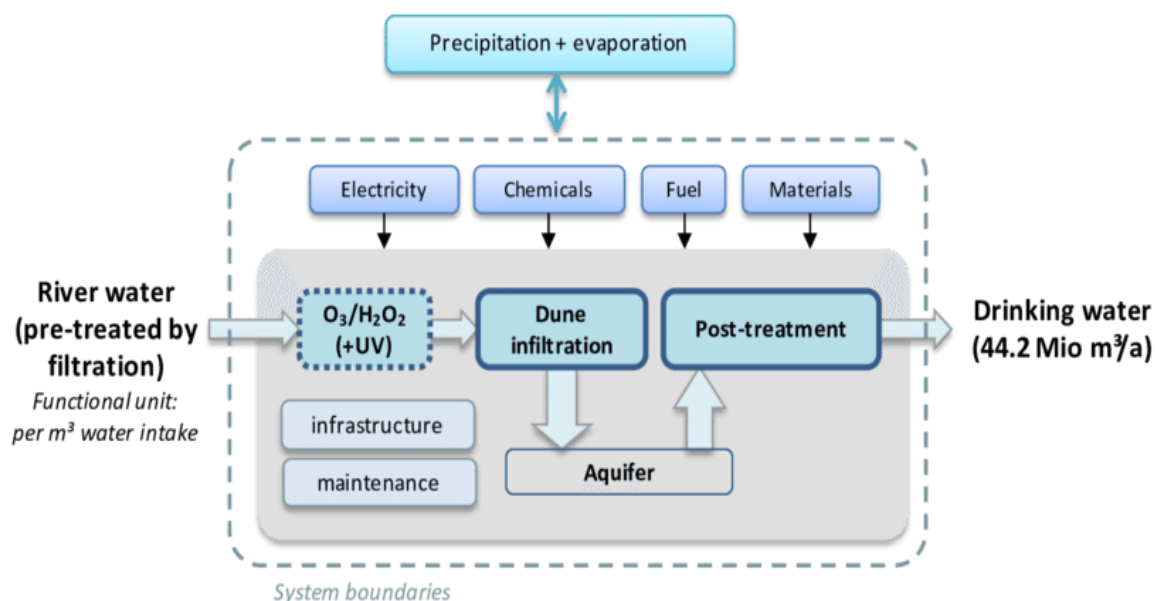 Precipitation + evaporation
Electricity
Chemicals
Fuel
Materials
River water
(pre-treated by
filtration)
Functional unit:
per m³ water intake
O₃/H₂O₂
(+UV)
Dune
infiltration
Post-treatment
Drinking water
(44.2 Mio m³/a)
infrastructure
maintenance
Aquifer
System boundaries